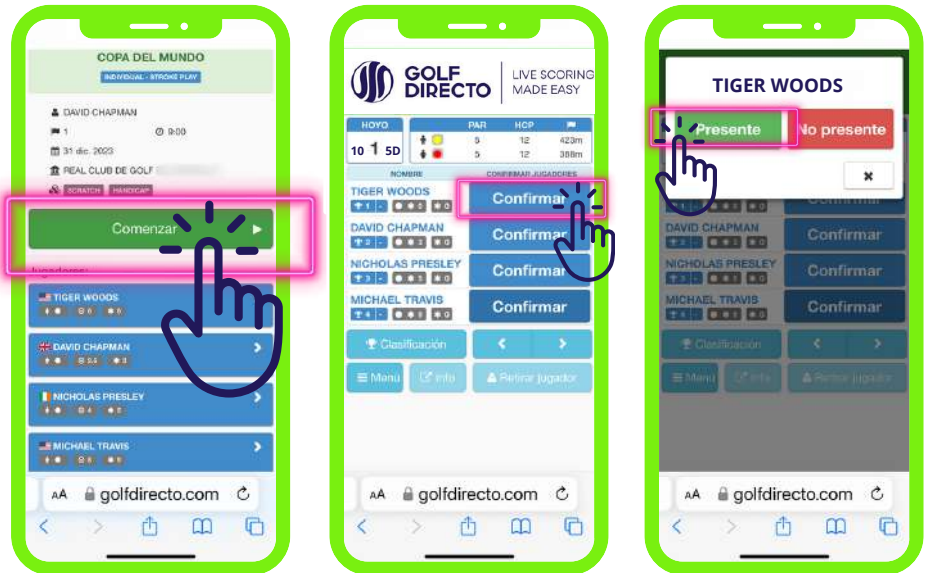 COPA DEL MUNDO
INDIVIDUAL - STROKE PLAY
DAVID CHAPMAN
1 9:00
31 dic. 2023
REAL CLUB DE GOLF
SCRATCH HANDICAP
Comenzar
Jugadores:
TIGER WOODS
DAVID CHAPMAN
NICHOLAS PRESLEY
MICHAEL TRAVIS
AA golfdirecto.com
GOLF DIRECTO
LIVE SCORING
MADE EASY
HOYO PAR HCP
10 1 5D
5 12 423m
5 12 388m
NOMBRE CONFIRMAR JUGADORES
TIGER WOODS Confirmar
DAVID CHAPMAN Confirmar
NICHOLAS PRESLEY Confirmar
MICHAEL TRAVIS Confirmar
Clasificación
Menú Info Retirar jugador
AA golfdirecto.com
TIGER WOODS
Presente No presente
DAVID CHAPMAN Confirmar
NICHOLAS PRESLEY Confirmar
MICHAEL TRAVIS Confirmar
Clasificación
Menú Info Retirar jugador
AA golfdirecto.com